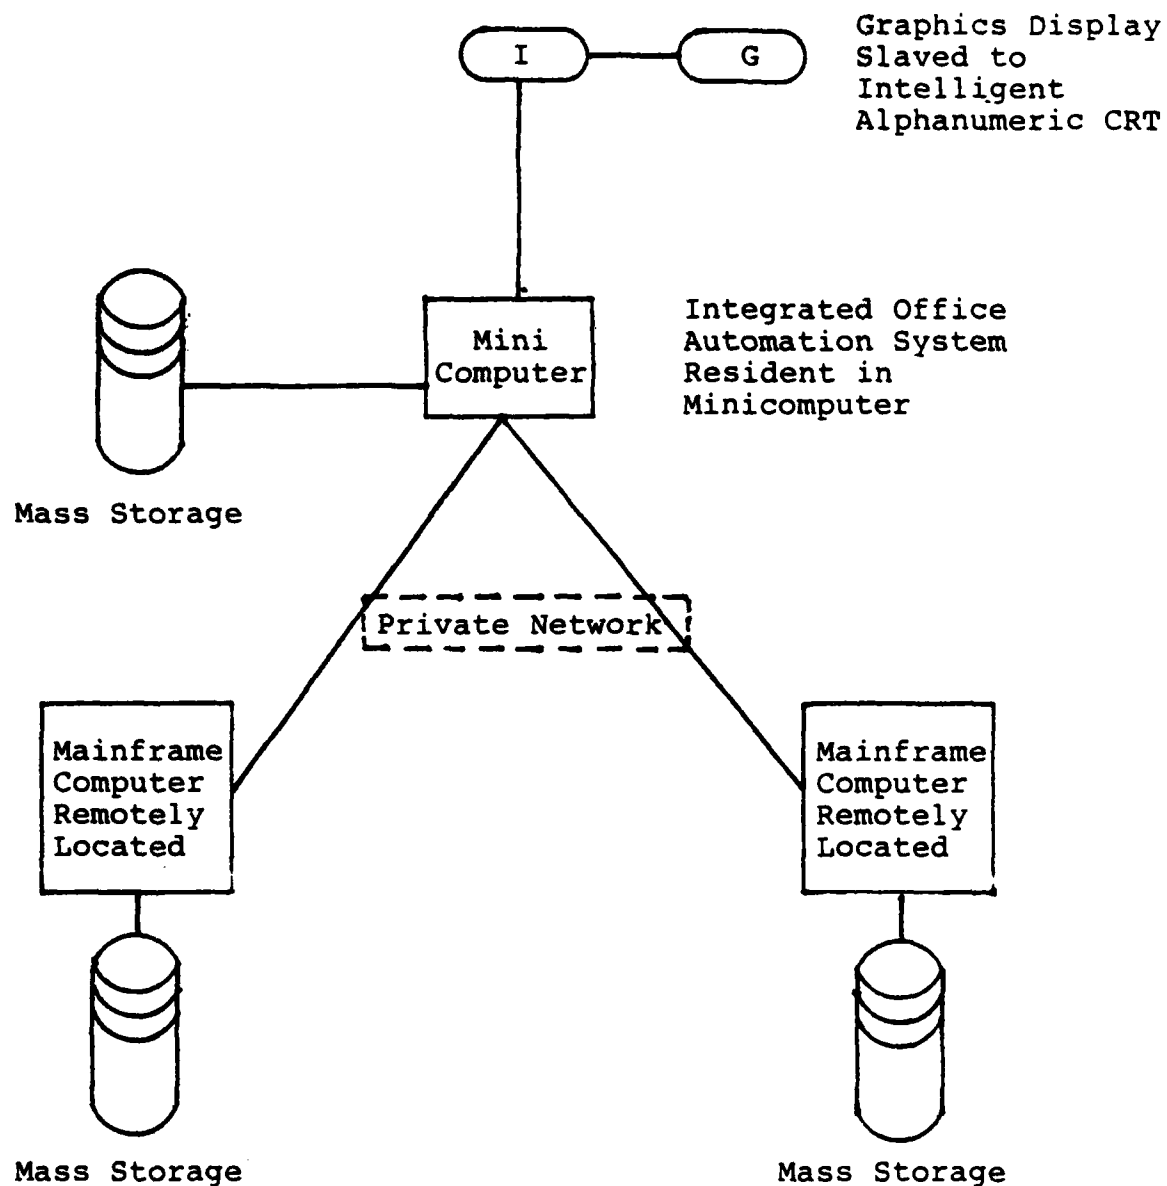 I
G
Graphics Display
Slaved to
Intelligent
Alphanumeric CRT
Mini
Computer
Integrated Office
Automation System
Resident in
Minicomputer
Mass Storage
Private Network
Mainframe
Computer
Remotely
Located
Mainframe
Computer
Remotely
Located
Mass Storage
Mass Storage